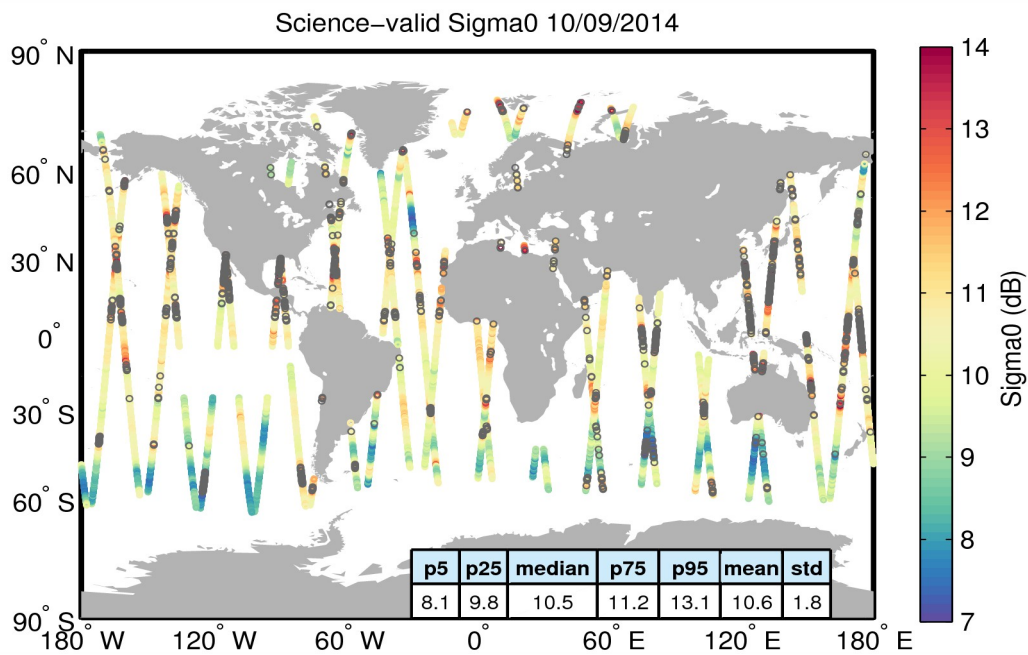 Science−valid Sigma0 10/09/2014
90° N
60° N
30° N
0°
30° S
60° S
90° S
180° W
120° W
60° W
0°
60° E
120° E
180° E
p5 p25 median p75 p95 mean std
8.1 9.8 10.5 11.2 13.1 10.6 1.8
14
13
12
11
10
9
8
7
Sigma0 (dB)